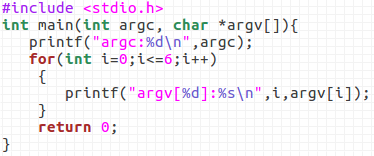 #include <stdio.h>
int main(int argc, char *argv[]){
   printf("argc:%d\n",argc);
   for(int i=0;i<=6;i++)
    {
       printf("argv[%d]:%s\n",i,argv[i]);
    }
    return 0;
}